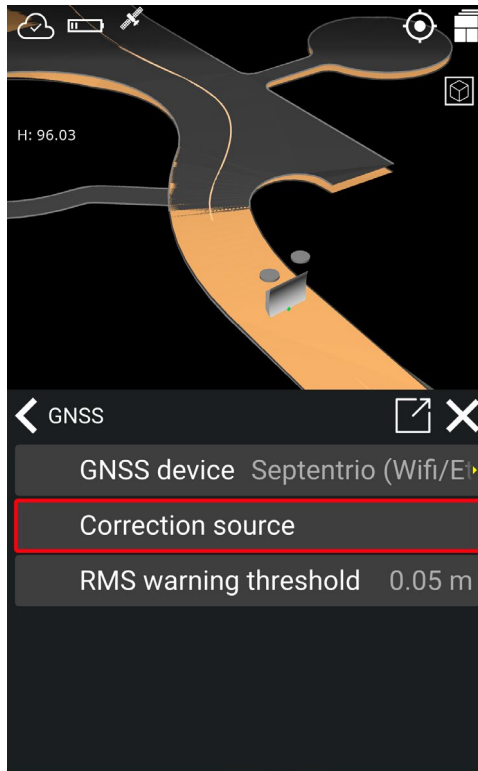 H: 96.03
GNSS
GNSS device Septentrio (Wifi/Et
Correction source
RMS warning threshold 0.05 m